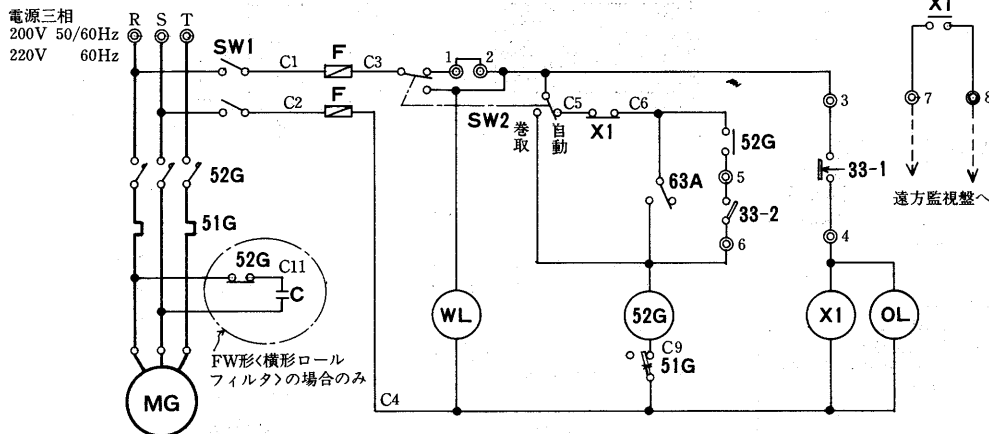 電源三相
200V 50/60Hz
220V 60Hz
R S T
SW1
C1
F
C3
1 2
C2
F
SW2
巻取
自動
C5
X1
C6
52G
5
33-2
6
63A
3
33-1
4
X1
7
8
遠方監視盤へ
52G
51G
52G
C11
C
FW形<横形ロール
フィルタ>の場合のみ
WL
52G
C9
51G
X1
OL
MG
C4